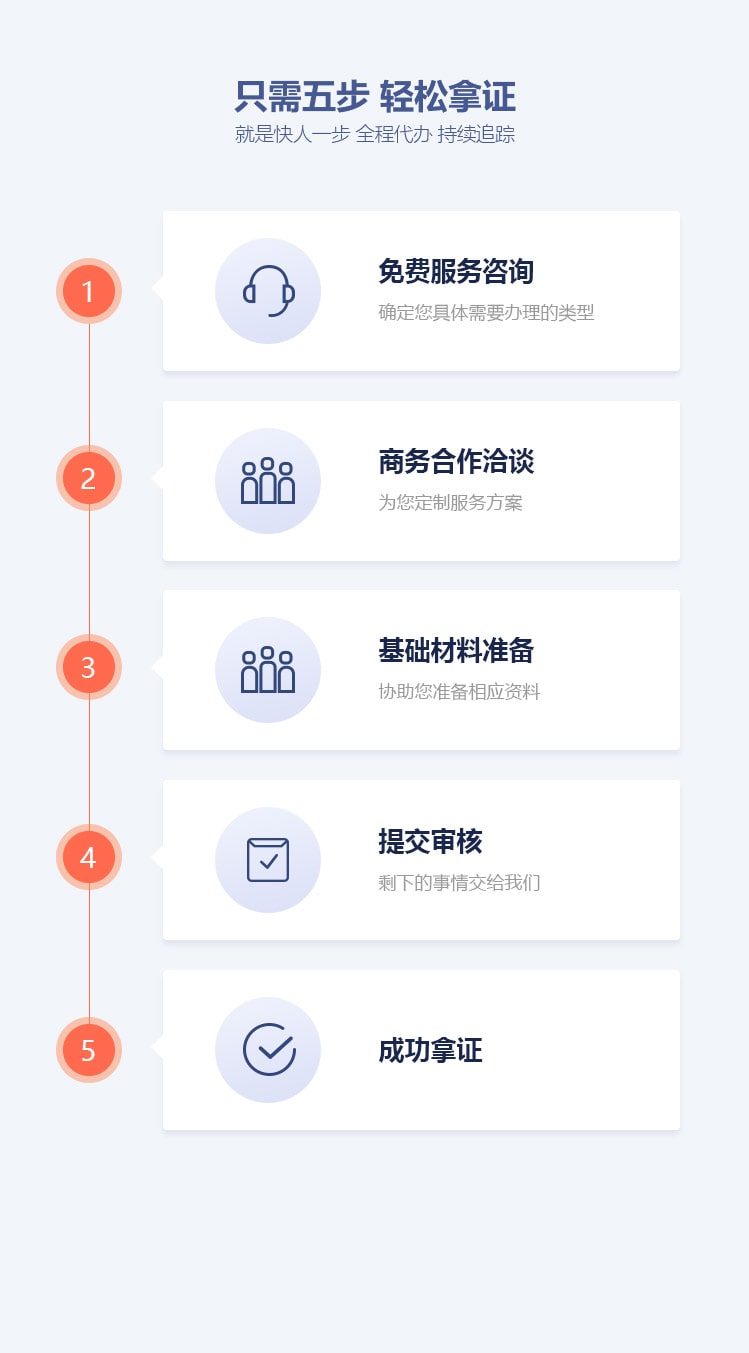 只需五步 轻松拿证
就是快人一步 全程代办 持续追踪
1
免费服务咨询
确定您具体需要办理的类型
2
商务合作洽谈
为您定制服务方案
3
基础材料准备
协助您准备相应资料
4
提交审核
剩下的事情交给我们
5
成功拿证